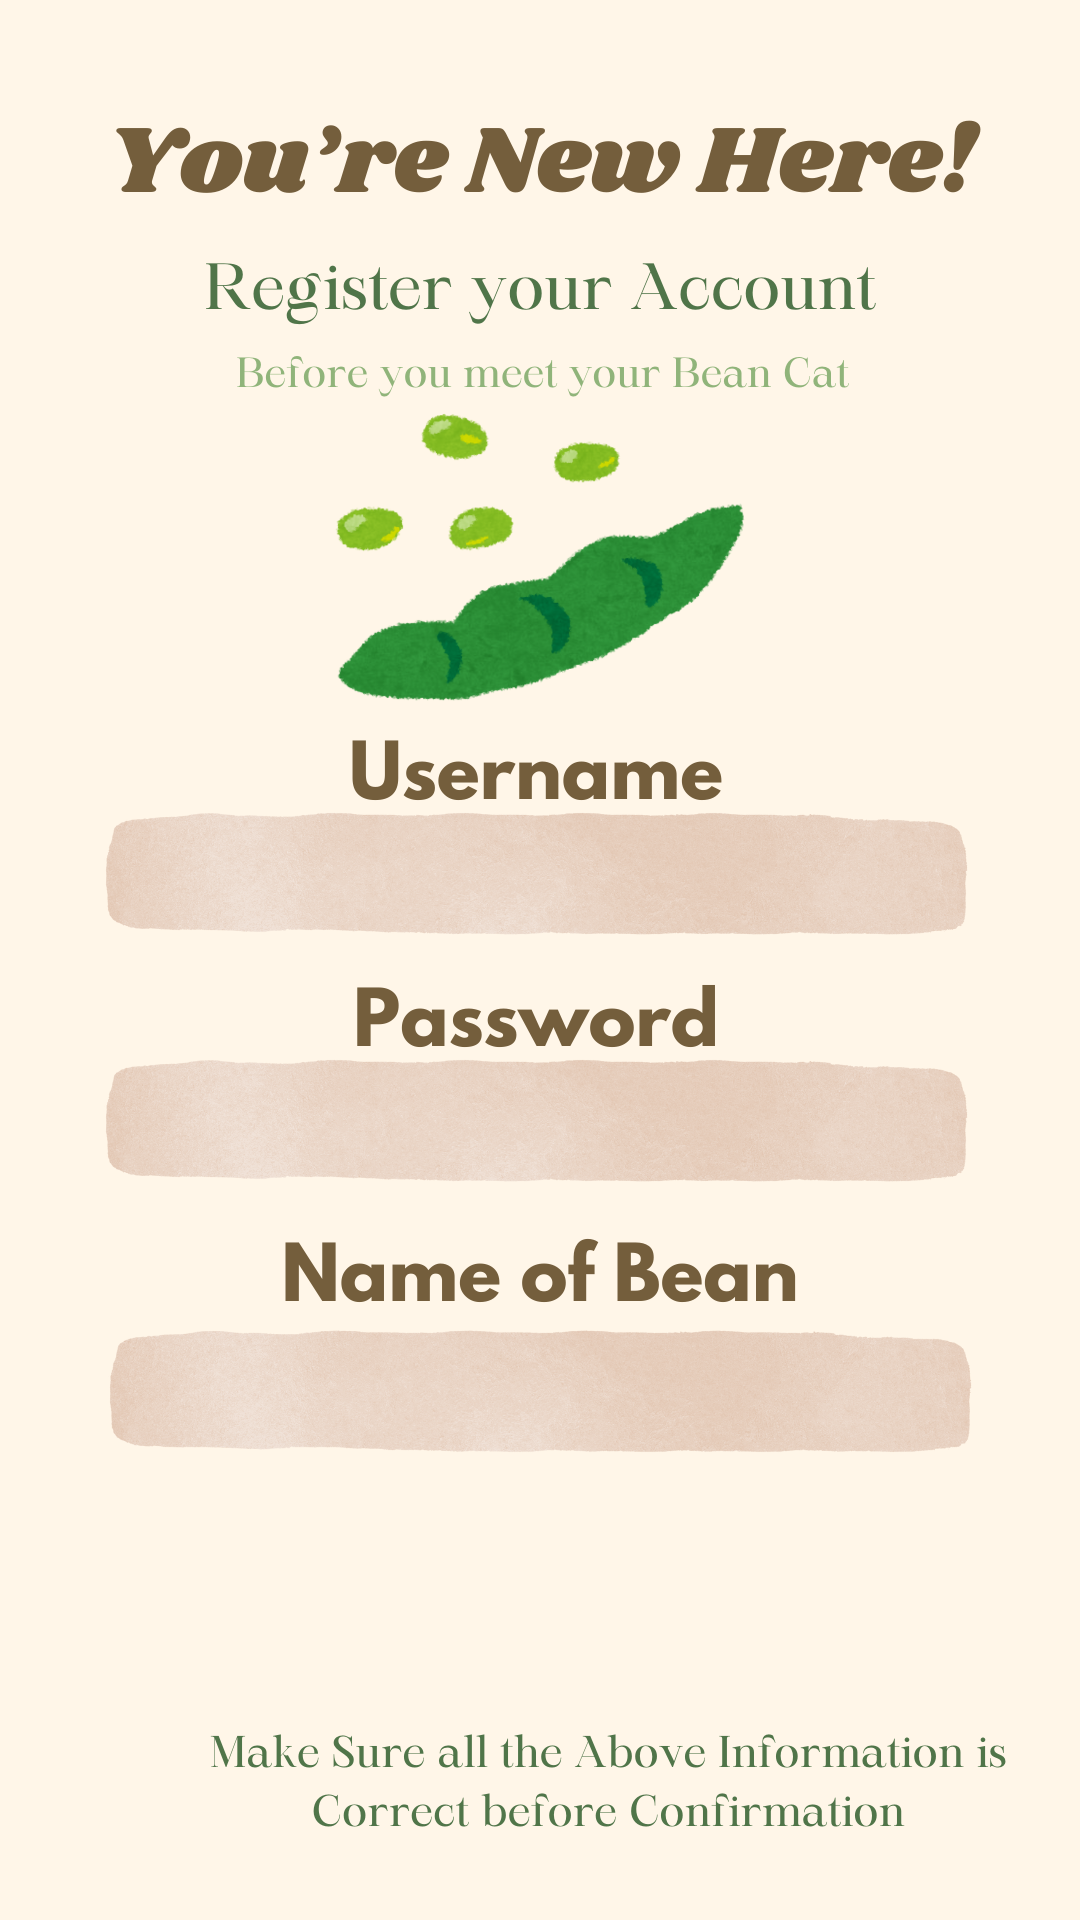 You’re New Here!
Register your Account
Before you meet your Bean Cat
Username
Password
Name of Bean
Make Sure all the Above Information is
Correct before Confirmation